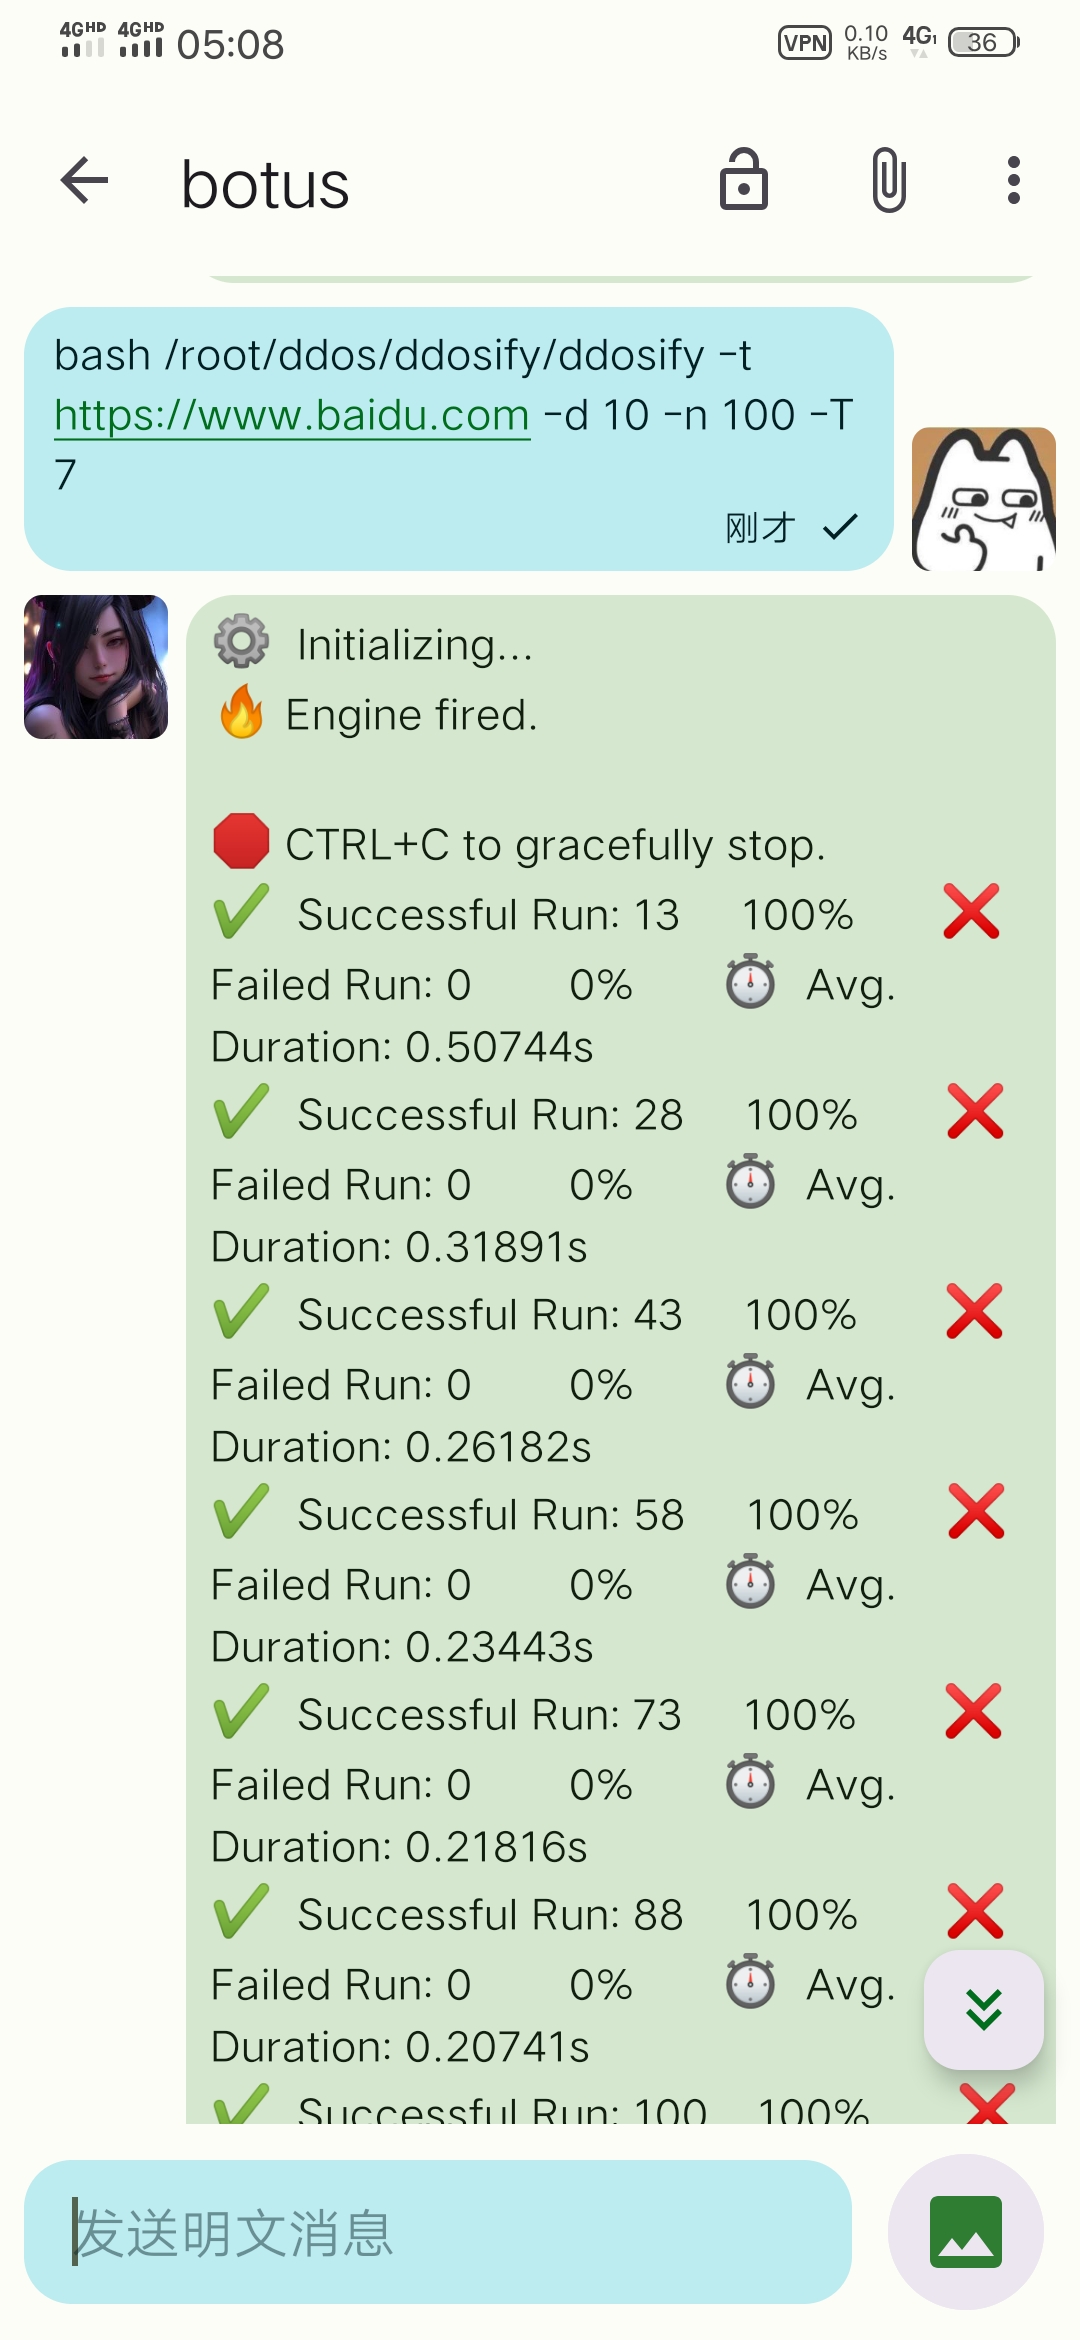 4GHD 4GHD 05:08 VPN 0.10 KB/s 4G 36
botus
bash /root/ddos/ddosify/ddosify -t
https://www.baidu.com -d 10 -n 100 -T
7
刚才
Initializing...
Engine fired.
CTRL+C to gracefully stop.
Successful Run: 13 100%
Failed Run: 0 0% Avg.
Duration: 0.50744s
Successful Run: 28 100%
Failed Run: 0 0% Avg.
Duration: 0.31891s
Successful Run: 43 100%
Failed Run: 0 0% Avg.
Duration: 0.26182s
Successful Run: 58 100%
Failed Run: 0 0% Avg.
Duration: 0.23443s
Successful Run: 73 100%
Failed Run: 0 0% Avg.
Duration: 0.21816s
Successful Run: 88 100%
Failed Run: 0 0% Avg.
Duration: 0.20741s
Successful Run: 100 100%
发送明文消息